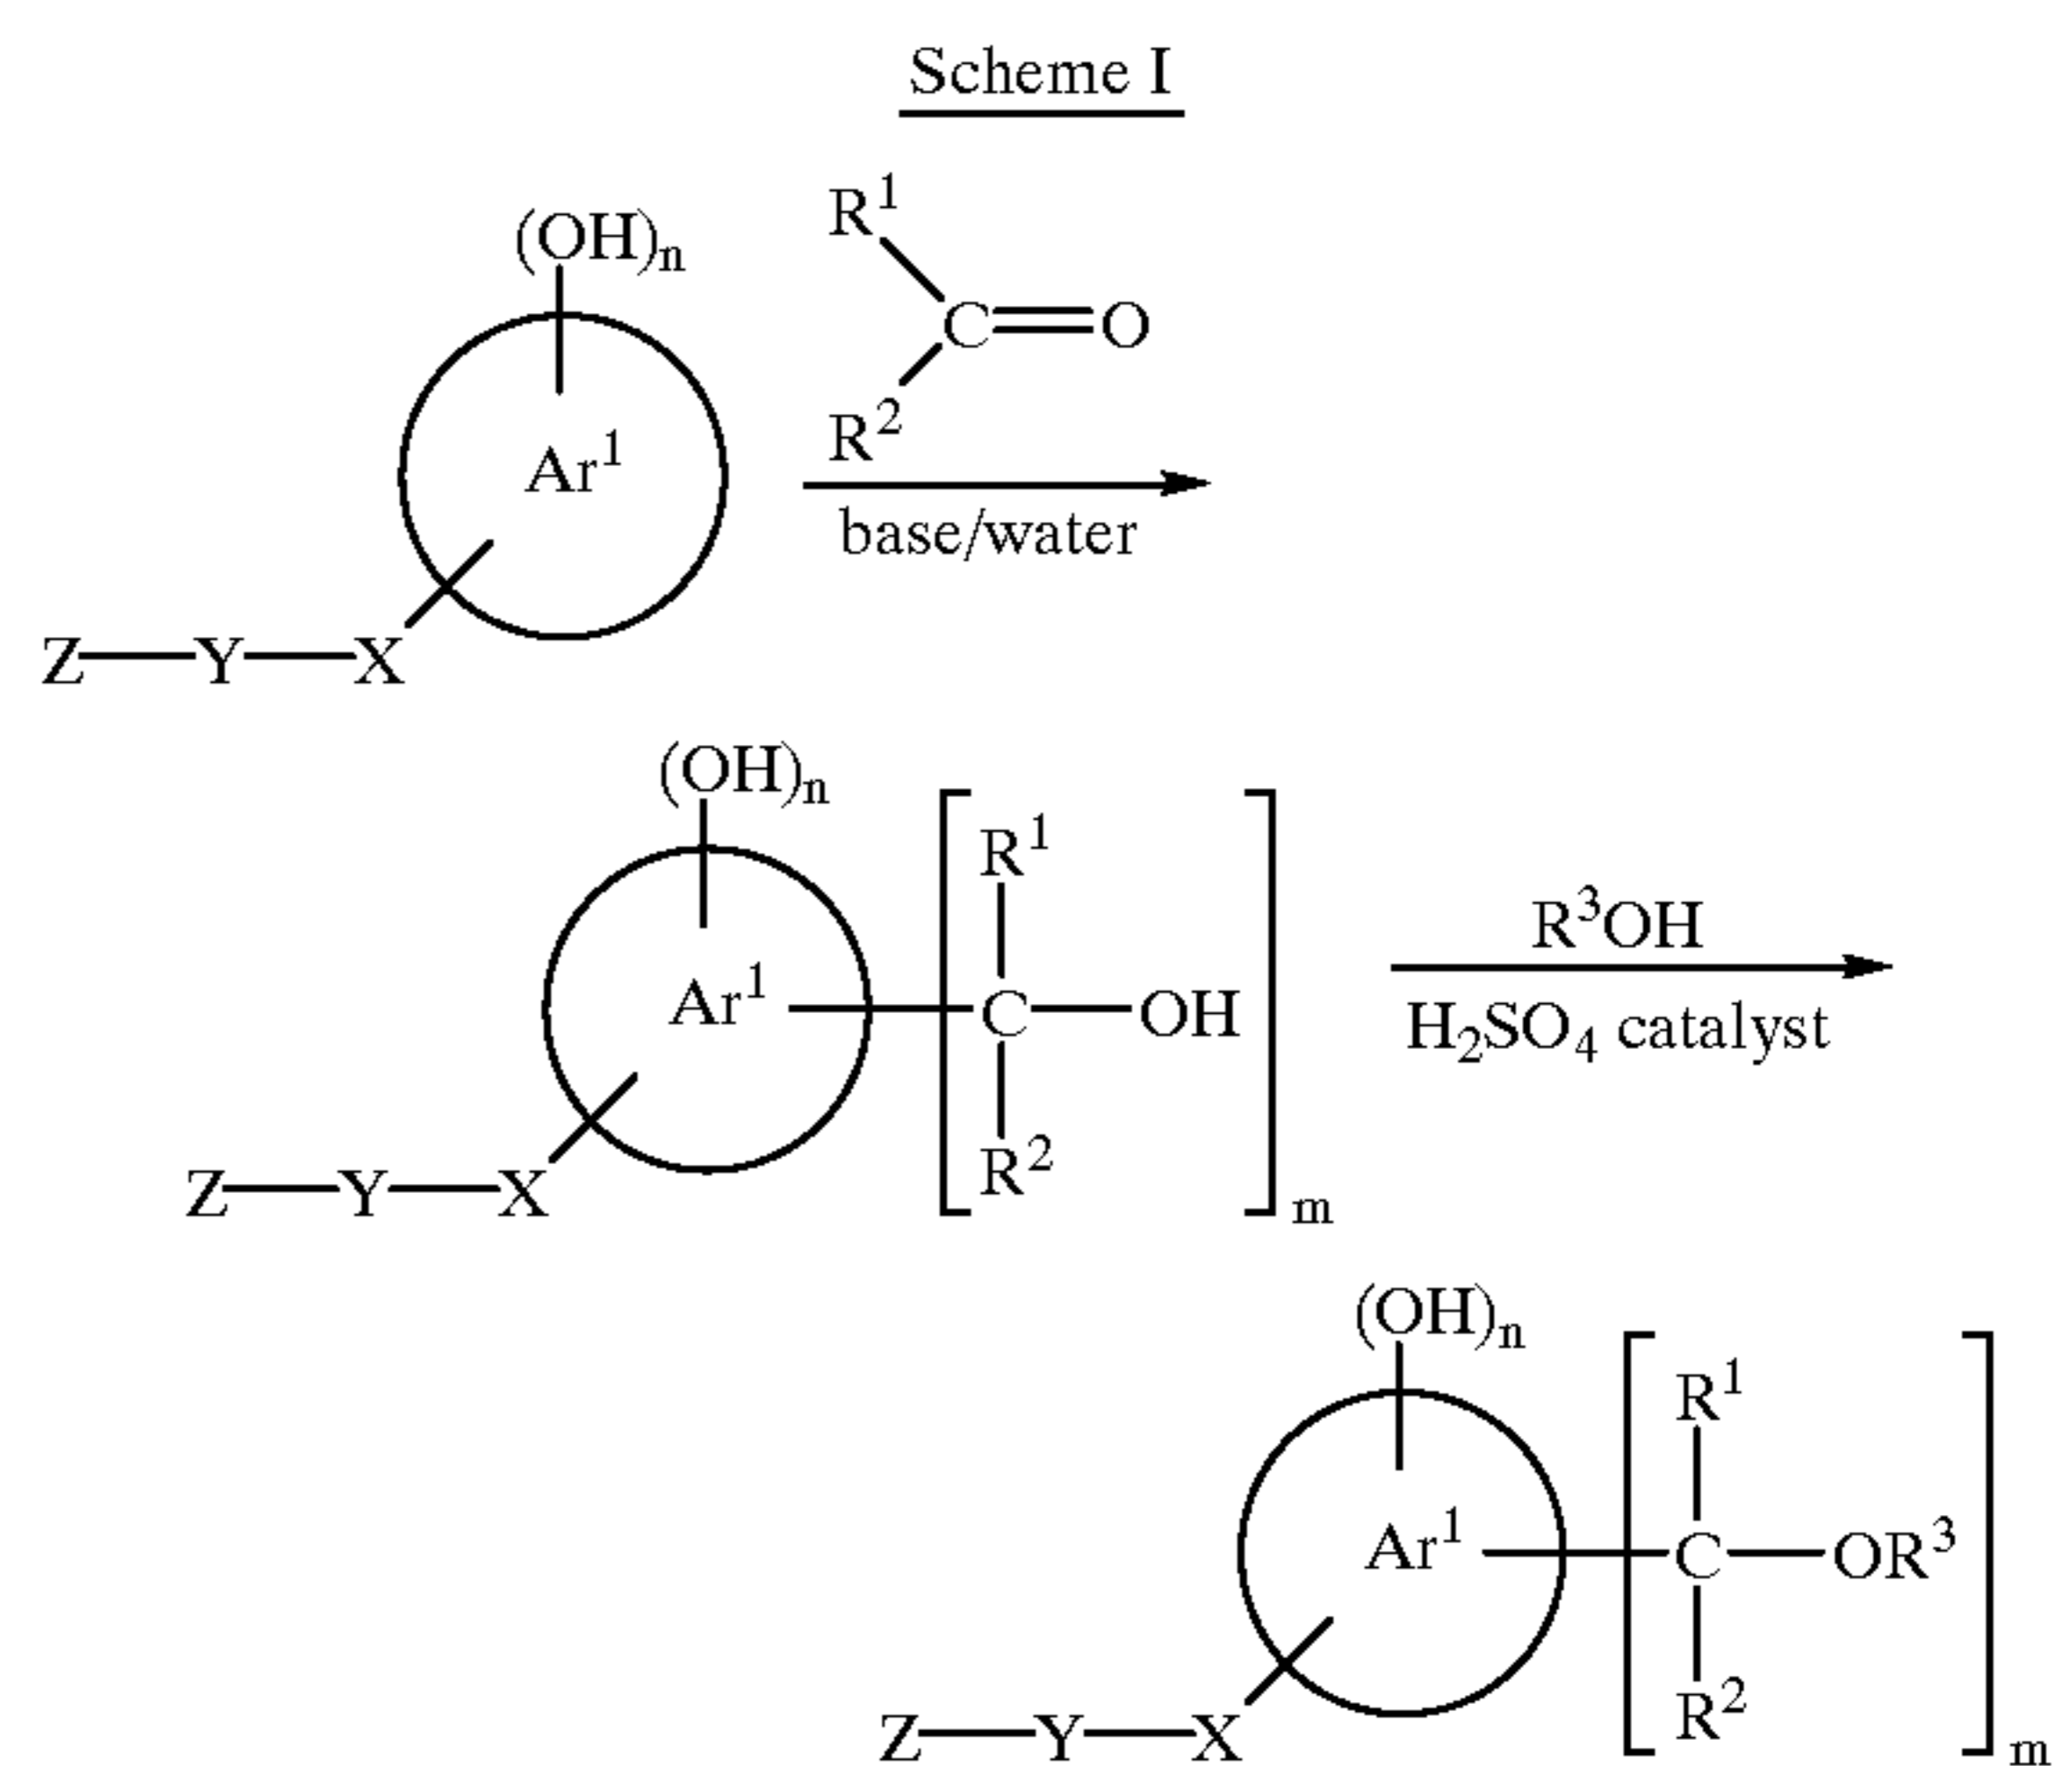 Scheme I
R¹
(OH)ₙ
C=O
R²
Ar¹
base/water
Z—Y—X
(OH)ₙ
R¹
R³OH
Ar¹
C—OH
H₂SO₄ catalyst
R²
Z—Y—X
m
(OH)ₙ
R¹
Ar¹
C—OR³
R²
Z—Y—X
m